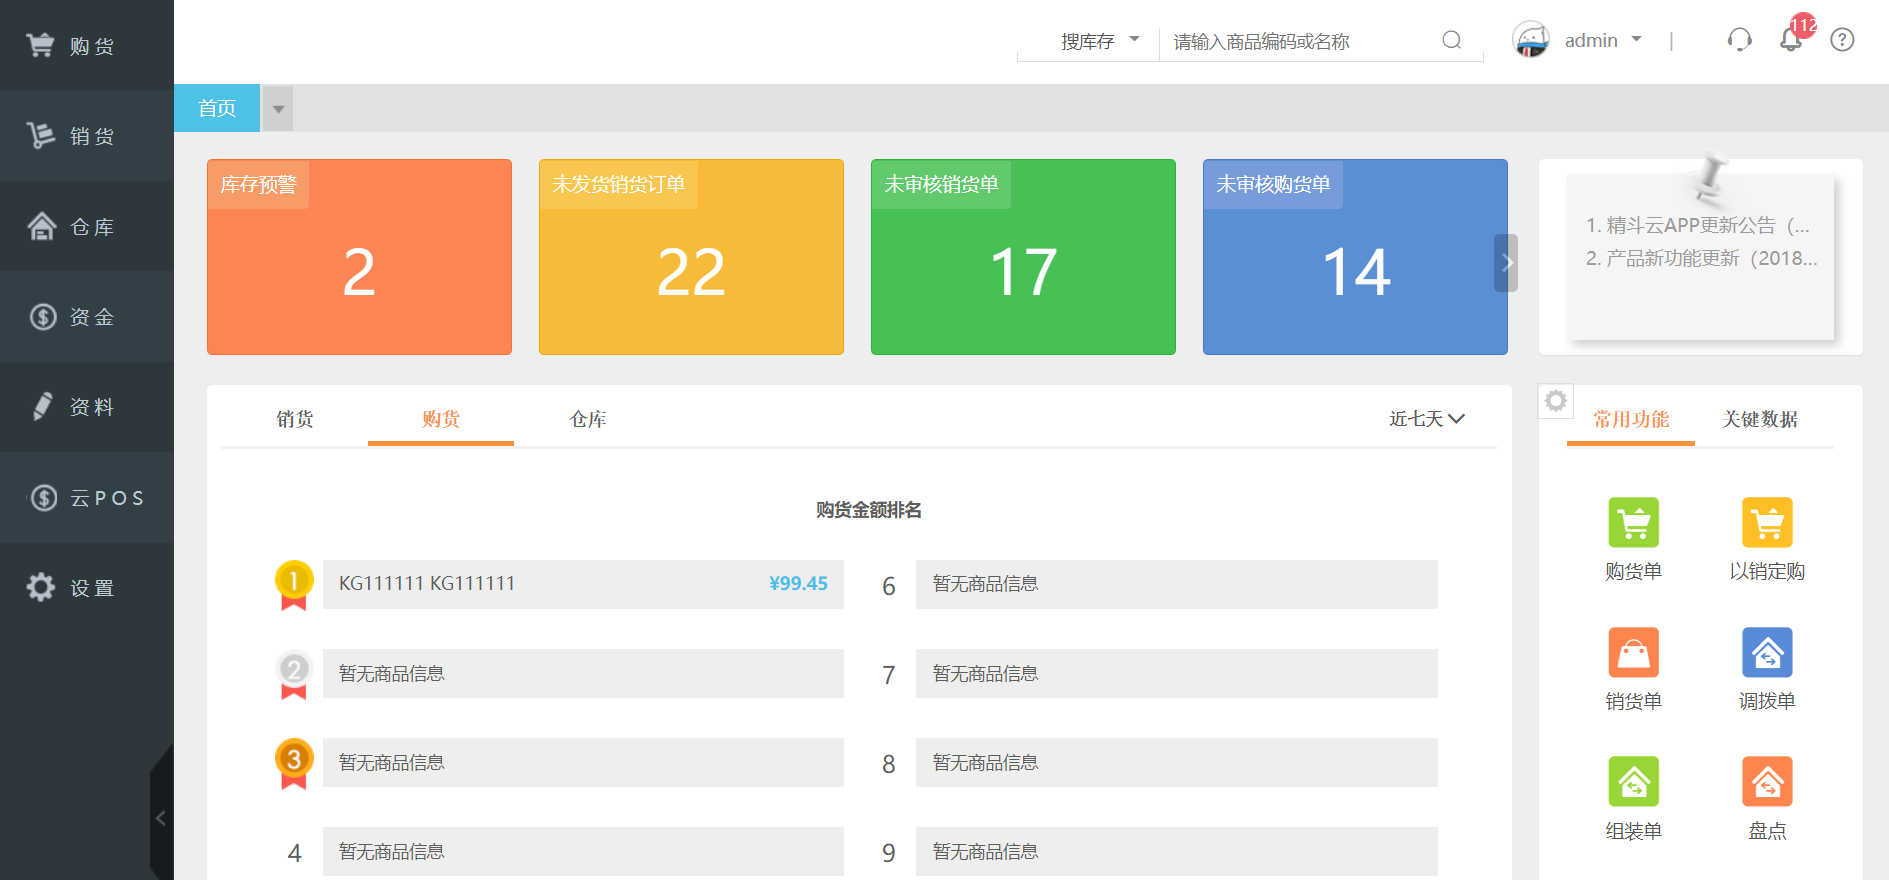 购货
销货
仓库
资金
资料
云POS
设置
搜库存
请输入商品编码或名称
admin
|
112
首页
库存预警
2
未发货销货订单
22
未审核销货单
17
未审核购货单
14
1. 精斗云APP更新公告（...
2. 产品新功能更新（2018...
销货
购货
仓库
近七天
购货金额排名
1
KG111111 KG111111
¥99.45
2
暂无商品信息
3
暂无商品信息
4
暂无商品信息
6
暂无商品信息
7
暂无商品信息
8
暂无商品信息
9
暂无商品信息
常用功能
关键数据
购货单
以销定购
销货单
调拨单
组装单
盘点